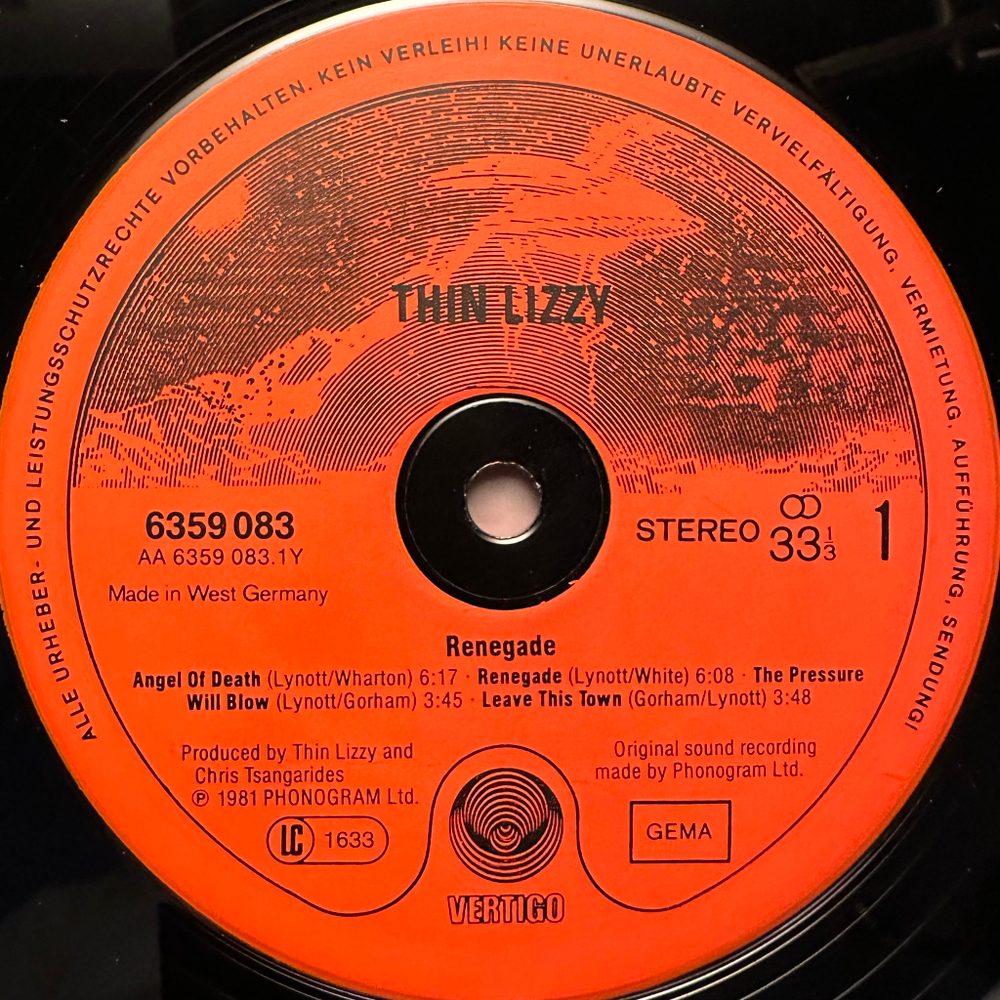 ALLE URHEBER- UND LEISTUNGSSCHUTZRECHTE VORBEHALTEN. KEIN VERLEIH! KEINE UNERLAUBTE VERVIELFÄLTIGUNG, VERMIETUNG, AUFFÜHRUNG, SENDUNG!
THIN LIZZY
6359 083
AA 6359 083.1Y
Made in West Germany
STEREO 33 1/3
1
Renegade
Angel Of Death (Lynott/Wharton) 6:17 · Renegade (Lynott/White) 6:08 · The Pressure
Will Blow (Lynott/Gorham) 3:45 · Leave This Town (Gorham/Lynott) 3:48
Produced by Thin Lizzy and
Chris Tsangarides
℗ 1981 PHONOGRAM Ltd.
LC 1633
Original sound recording
made by Phonogram Ltd.
GEMA
VERTIGO